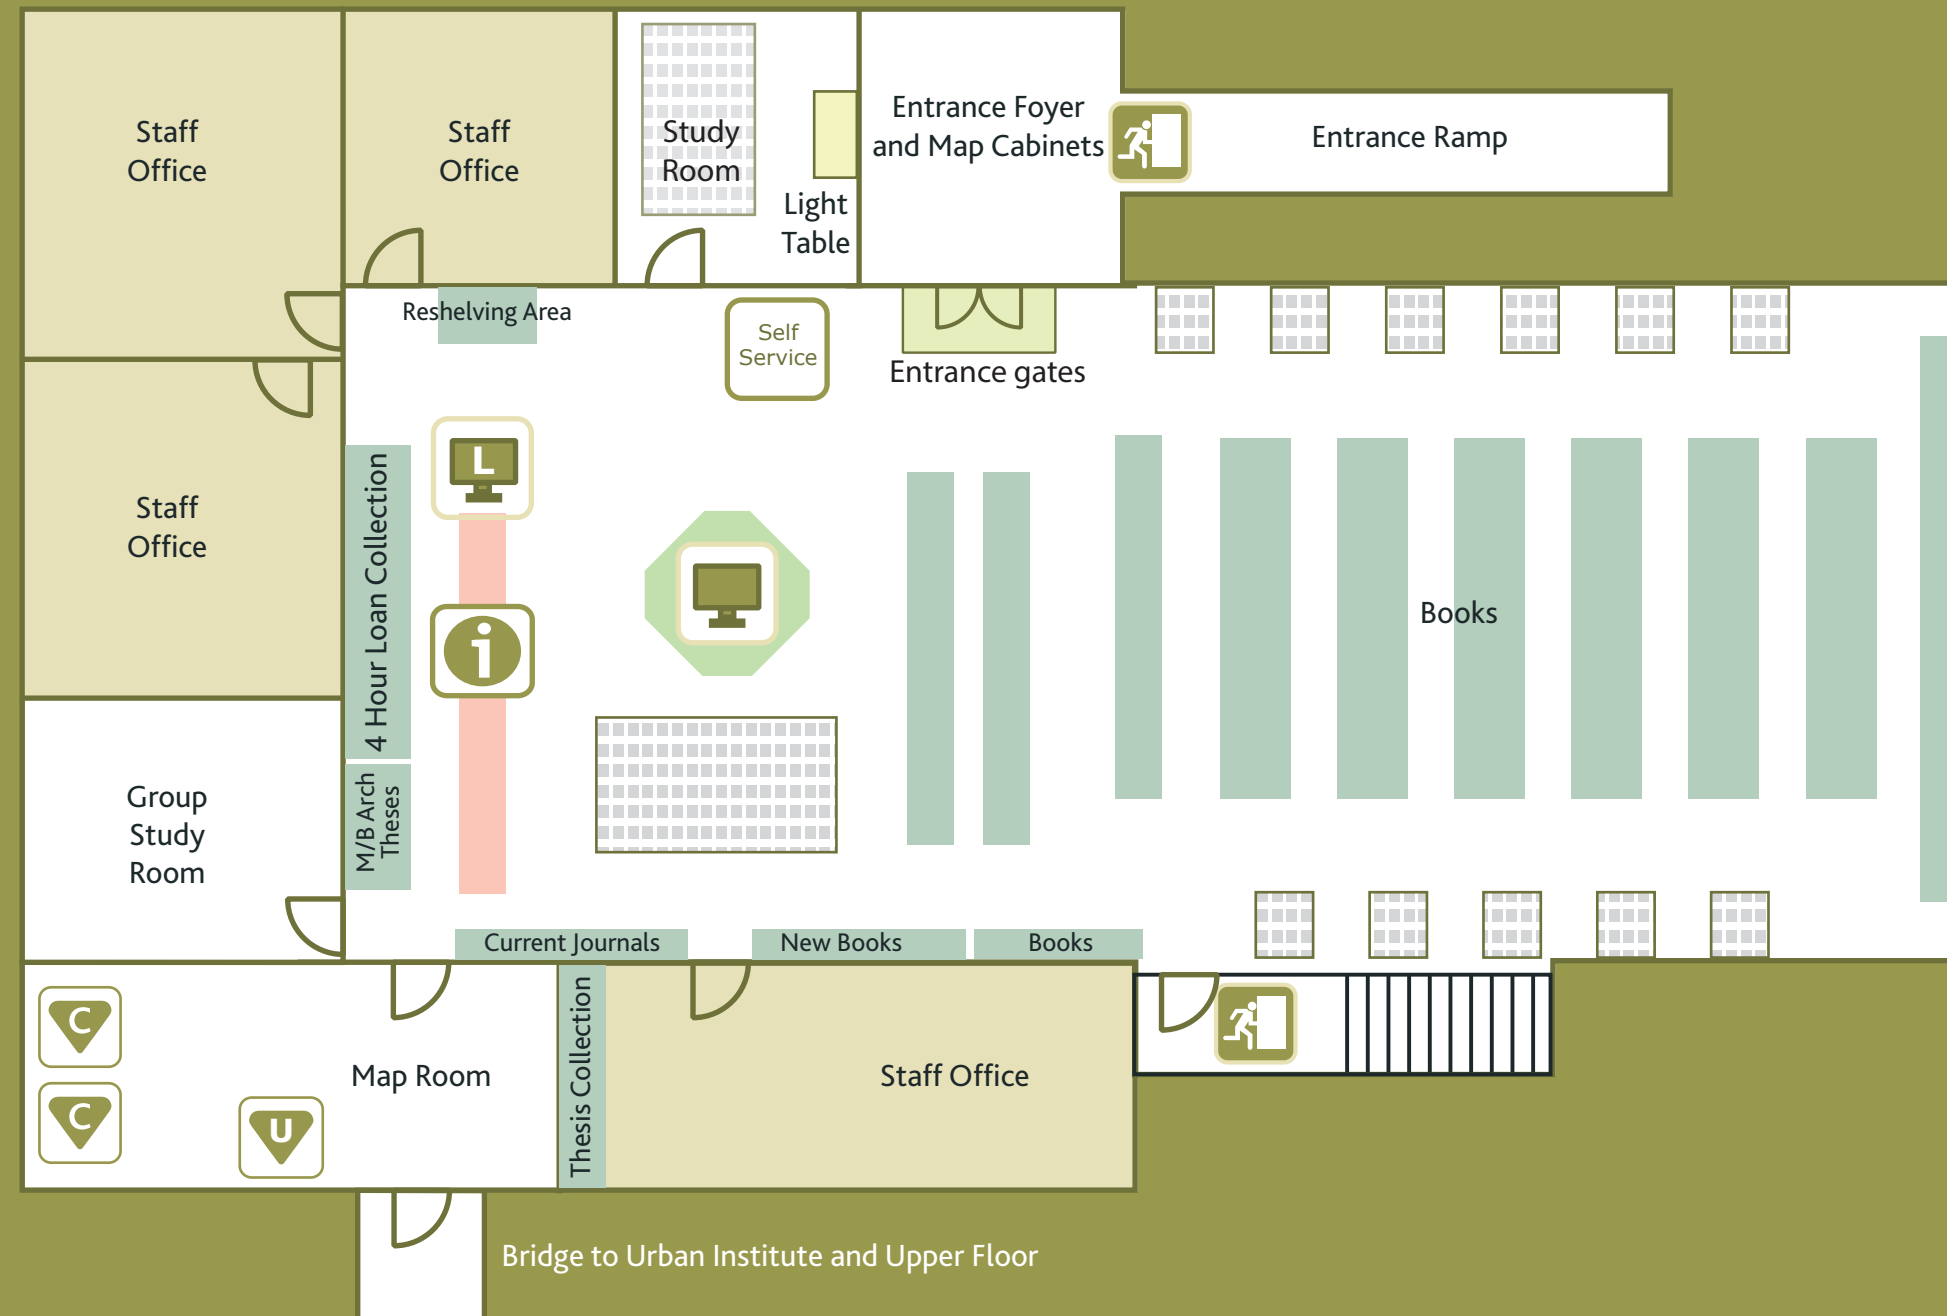 Staff
Office
Staff
Office
Study
Room
Light
Table
Entrance Foyer
and Map Cabinets
Entrance Ramp
Reshelving Area
Self
Service
Entrance gates
Staff
Office
4 Hour Loan Collection
L
i
Books
Group
Study
Room
M/B Arch
Theses
Current Journals
New Books
Books
C
C
U
Map Room
Thesis Collection
Staff Office
Bridge to Urban Institute and Upper Floor